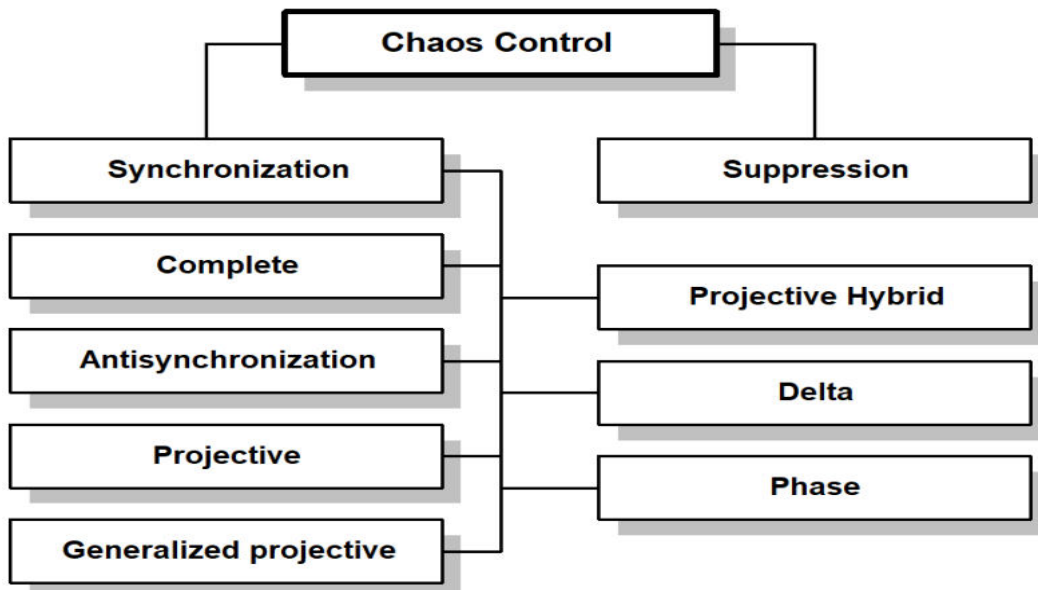 Chaos Control
Synchronization
Suppression
Complete
Projective Hybrid
Antisynchronization
Delta
Projective
Phase
Generalized projective